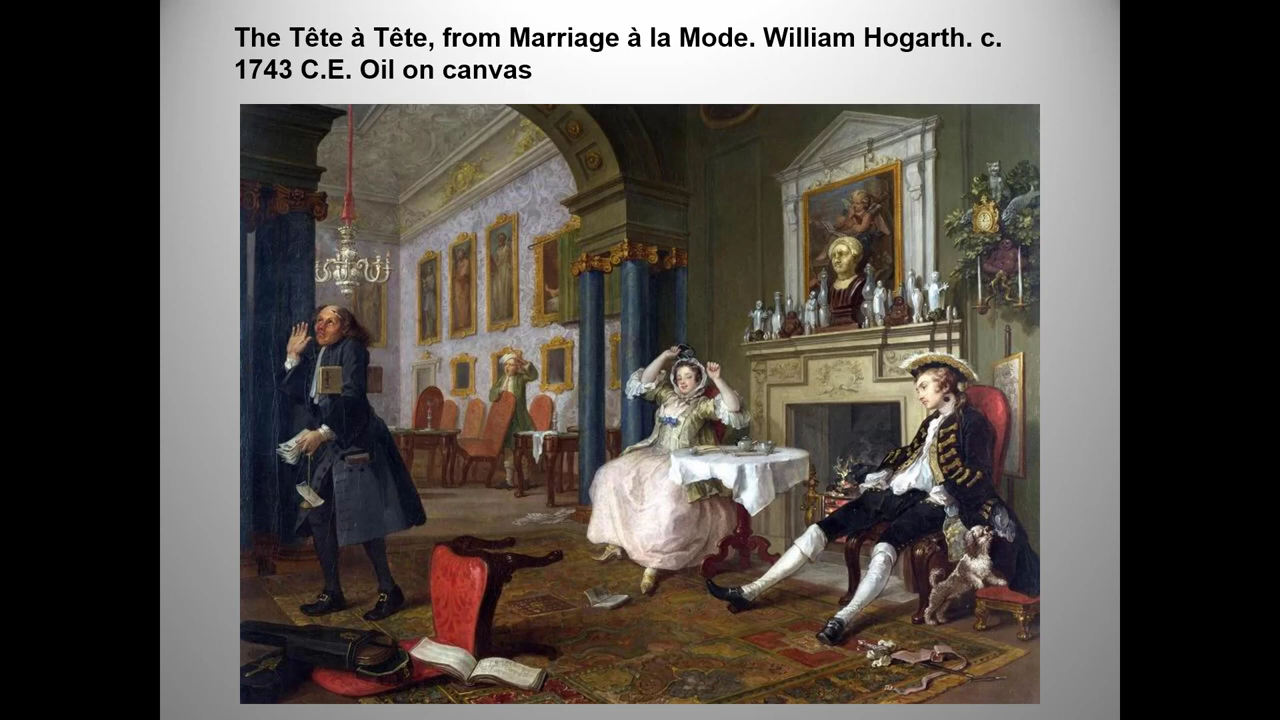 The Tête à Tête, from Marriage à la Mode. William Hogarth. c.
1743 C.E. Oil on canvas